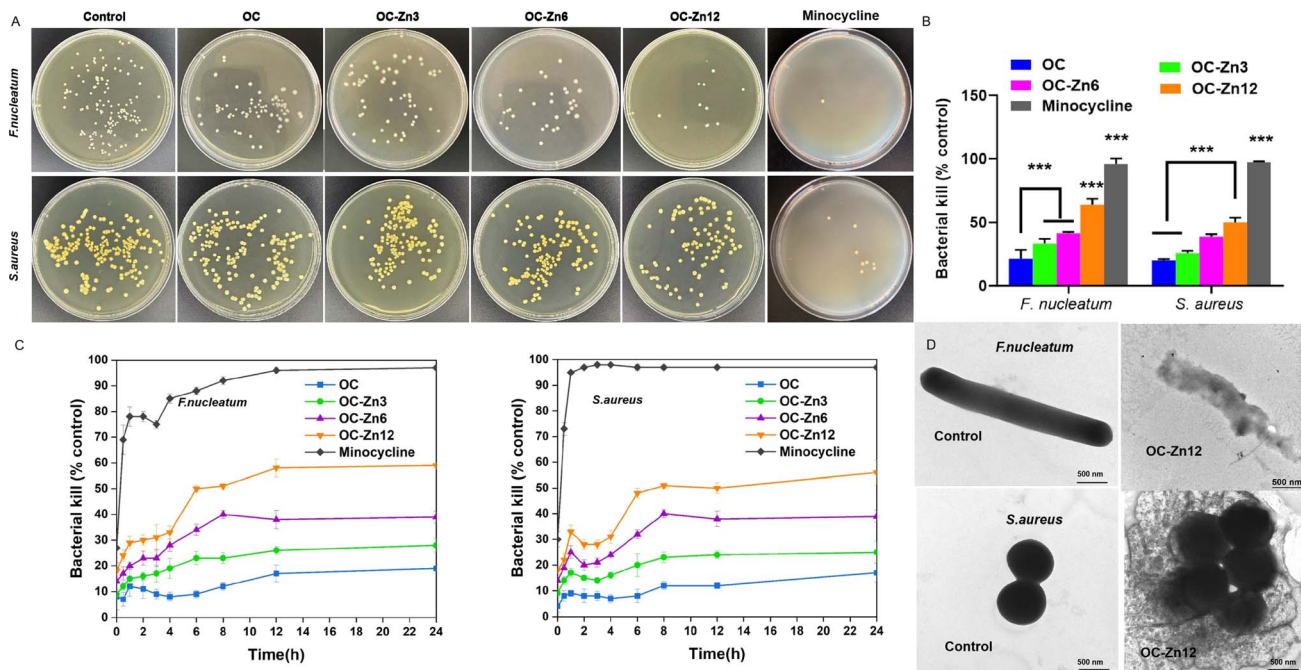 A
Control
OC
OC-Zn3
OC-Zn6
OC-Zn12
Minocycline
F.nucleatum
S.aureus
B
OC
OC-Zn3
OC-Zn6
OC-Zn12
Minocycline
Bacterial kill (% control)
150
100
50
0
***
***
***
***
***
F. nucleatum
S. aureus
C
Bacterial kill (% control)
100
90
80
70
60
50
40
30
20
10
0
F.nucleatum
OC
OC-Zn3
OC-Zn6
OC-Zn12
Minocycline
0 2 4 6 8 10 12 14 16 18 20 22 24
Time(h)
Bacterial kill (% control)
100
90
80
70
60
50
40
30
20
10
0
S.aureus
OC
OC-Zn3
OC-Zn6
OC-Zn12
Minocycline
0 2 4 6 8 10 12 14 16 18 20 22 24
Time(h)
D
F.nucleatum
Control
500 nm
OC-Zn12
500 nm
S.aureus
Control
500 nm
OC-Zn12
500 nm